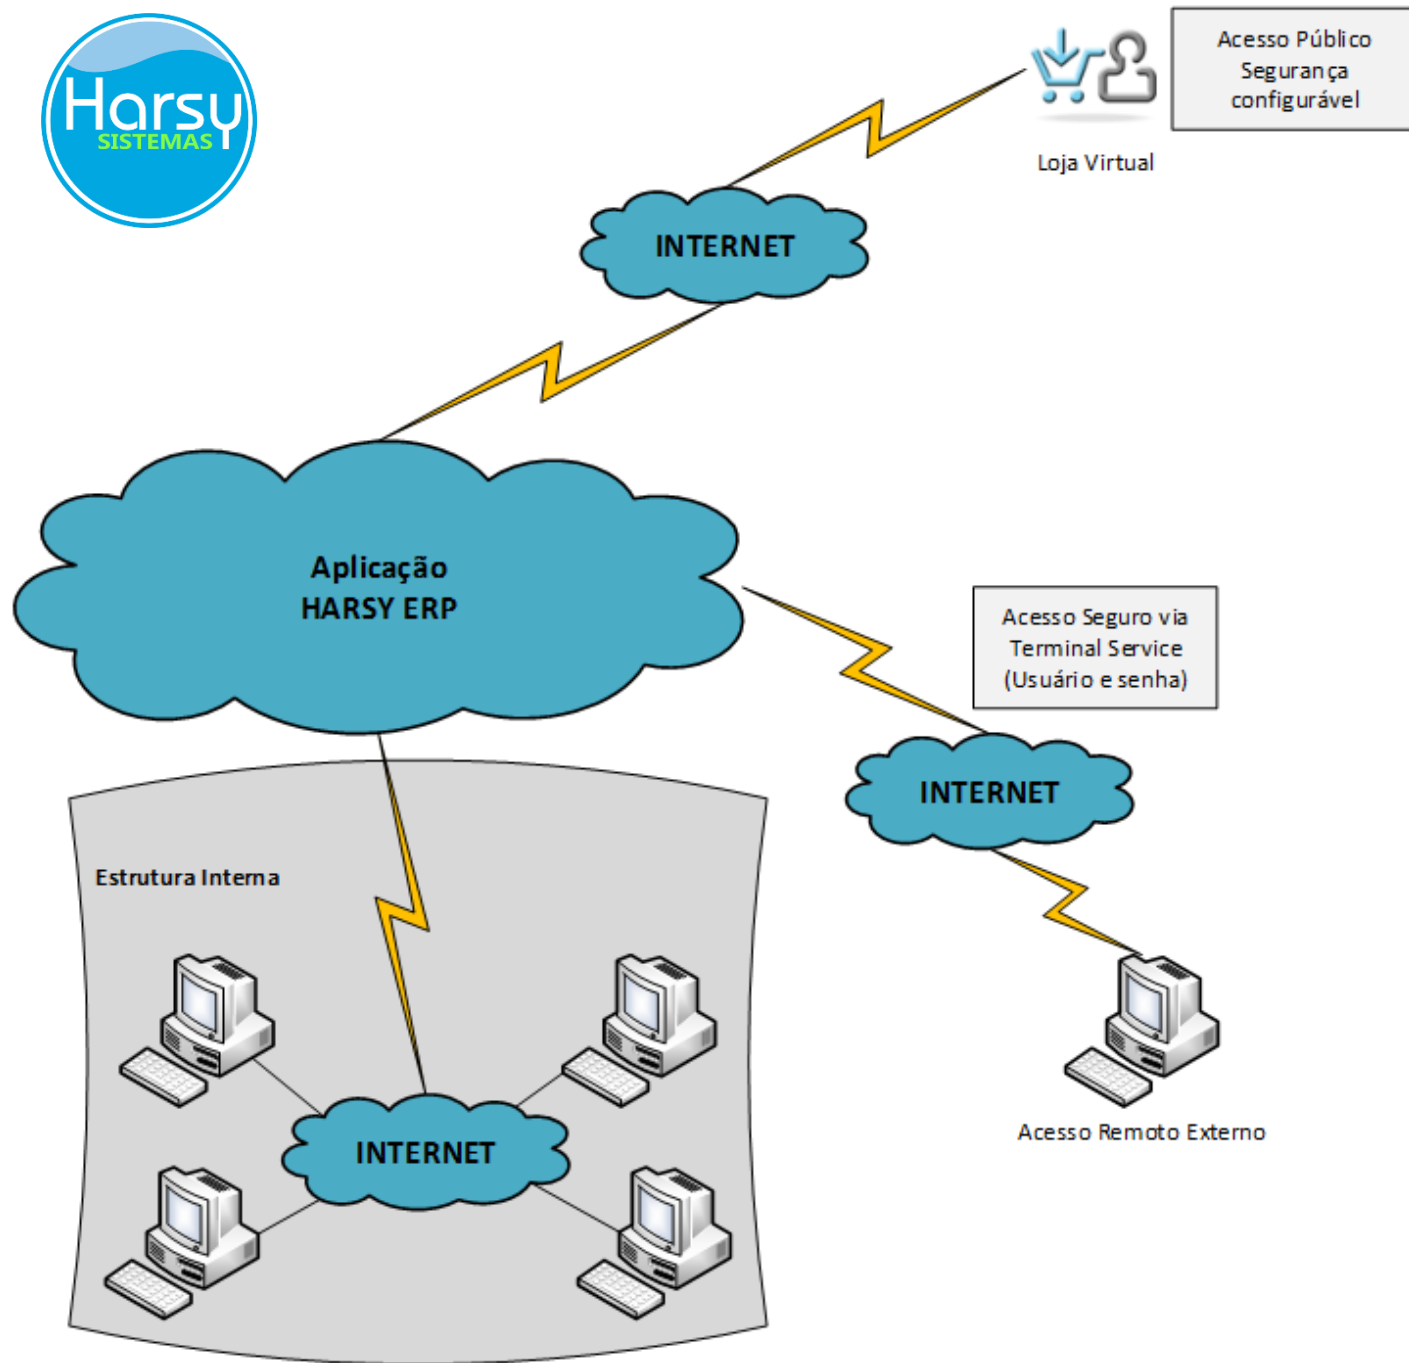 Harsy
SISTEMAS
Acesso Público
Segurança
configurável
Loja Virtual
INTERNET
Aplicação
HARSY ERP
Acesso Seguro via
Terminal Service
(Usuário e senha)
INTERNET
Estrutura Interna
Acesso Remoto Externo
INTERNET